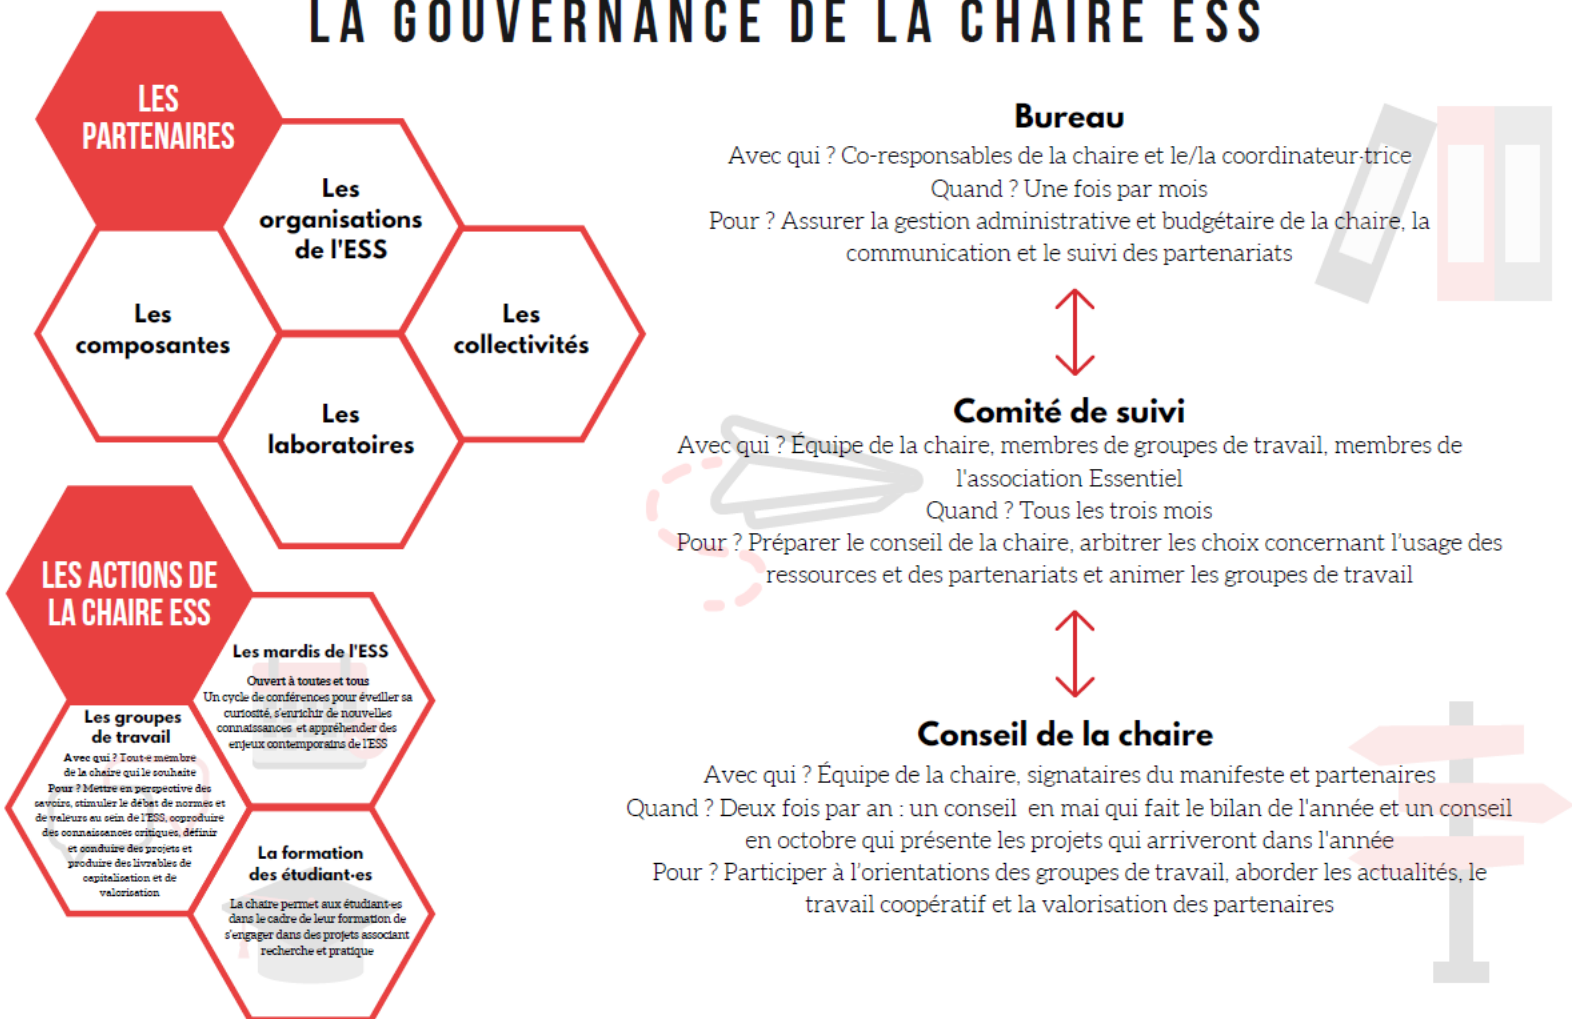 LA GOUVERNANCE DE LA CHAIRE ESS
LES
PARTENAIRES
Les
organisations
de l'ESS
Les
composantes
Les
collectivités
Les
laboratoires
LES ACTIONS DE
LA CHAIRE ESS
Les mardis de l'ESS
Ouvert à toutes et tous
Un cycle de conférences pour éveiller sa
curiosité, s'enrichir de nouvelles
connaissances et appréhender des
enjeux contemporains de l'ESS
Les groupes
de travail
Avec qui ? Tout·e membre
de la chaire qui le souhaite
Pour ? Mettre en perspective des
savoirs, stimuler le débat de normes et
de valeurs au sein de l'ESS, coproduire
des connaissances critiques, définir
et conduire des projets et
produire des livrables de
capitalisation et de
valorisation
La formation
des étudiant·es
La chaire permet aux étudiant·es
dans le cadre de leur formation de
s'engager dans des projets associant
recherche et pratique
Bureau
Avec qui ? Co-responsables de la chaire et le/la coordinateur·trice
Quand ? Une fois par mois
Pour ? Assurer la gestion administrative et budgétaire de la chaire, la
communication et le suivi des partenariats
Comité de suivi
Avec qui ? Équipe de la chaire, membres de groupes de travail, membres de
l'association Essentiel
Quand ? Tous les trois mois
Pour ? Préparer le conseil de la chaire, arbitrer les choix concernant l'usage des
ressources et des partenariats et animer les groupes de travail
Conseil de la chaire
Avec qui ? Équipe de la chaire, signataires du manifeste et partenaires
Quand ? Deux fois par an : un conseil en mai qui fait le bilan de l'année et un conseil
en octobre qui présente les projets qui arriveront dans l'année
Pour ? Participer à l'orientations des groupes de travail, aborder les actualités, le
travail coopératif et la valorisation des partenaires